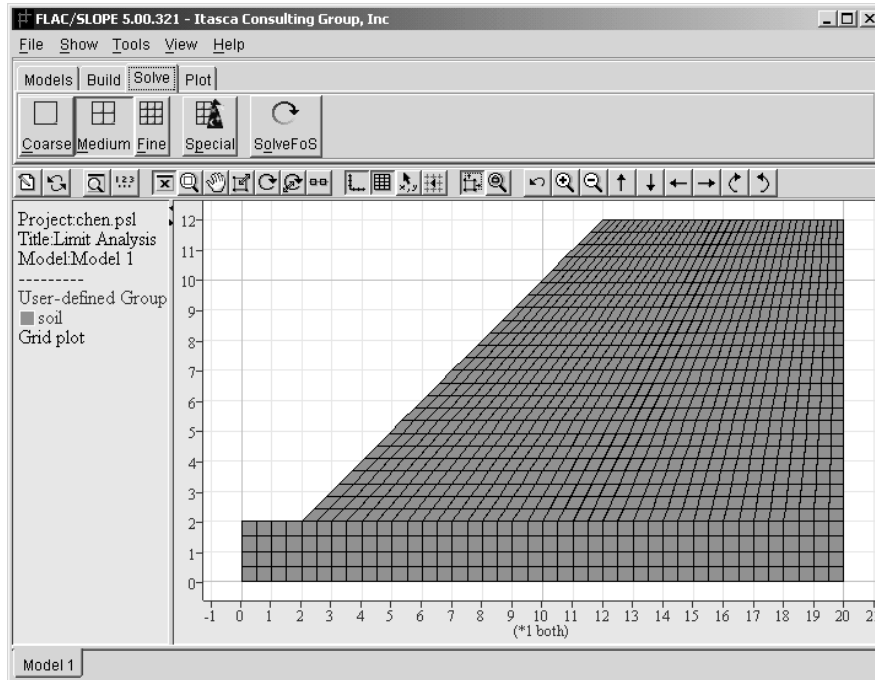 FLAC/SLOPE 5.00.321 - Itasca Consulting Group, Inc
File Show Tools View Help
Models Build Solve Plot
Coarse Medium Fine Special SolveFoS
123
x,y
Project:chen.psl
Title:Limit Analysis
Model:Model 1
---------
User-defined Group
soil
Grid plot
12
11
10
9
8
7
6
5
4
3
2
1
0
-1 0 1 2 3 4 5 6 7 8 9 10 11 12 13 14 15 16 17 18 19 20
(*1 both)
Model 1